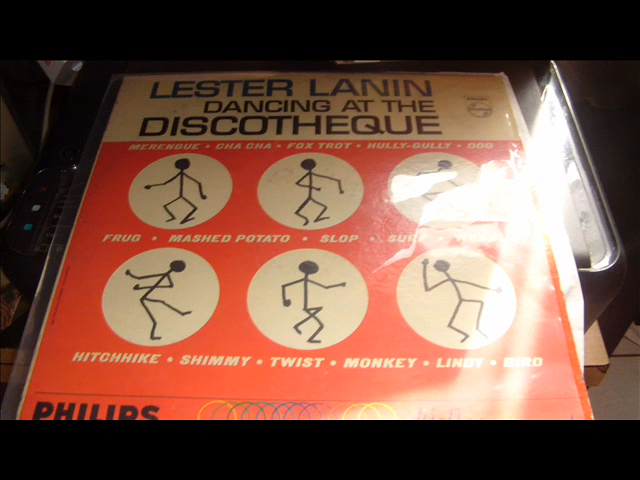 LESTER LANIN
DANCING AT THE
DISCOTHEQUE
MERENGUE • CHA CHA • FOX TROT • HULLY-GULLY • DOG
FRUG • MASHED POTATO • SLOP • SURF •
HITCHHIKE • SHIMMY • TWIST • MONKEY • LINDY • BIRD
PHILIPS